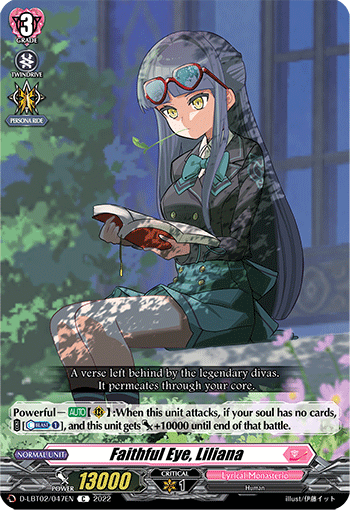 3
GRADE
TWINDRIVE
PERSONA RIDE
A verse left behind by the legendary divas.
It permeates through your core.
Powerful— AUTO [ ]:When this unit attacks, if your soul has no cards,
[BLAST 1], and this unit gets +10000 until end of that battle.
NORMAL UNIT
Faithful Eye, Liliana
POWER 13000
CRITICAL
1
Lyrical Monasterio
Human
D-LBT02/047EN C 2022
illust/伊藤イット